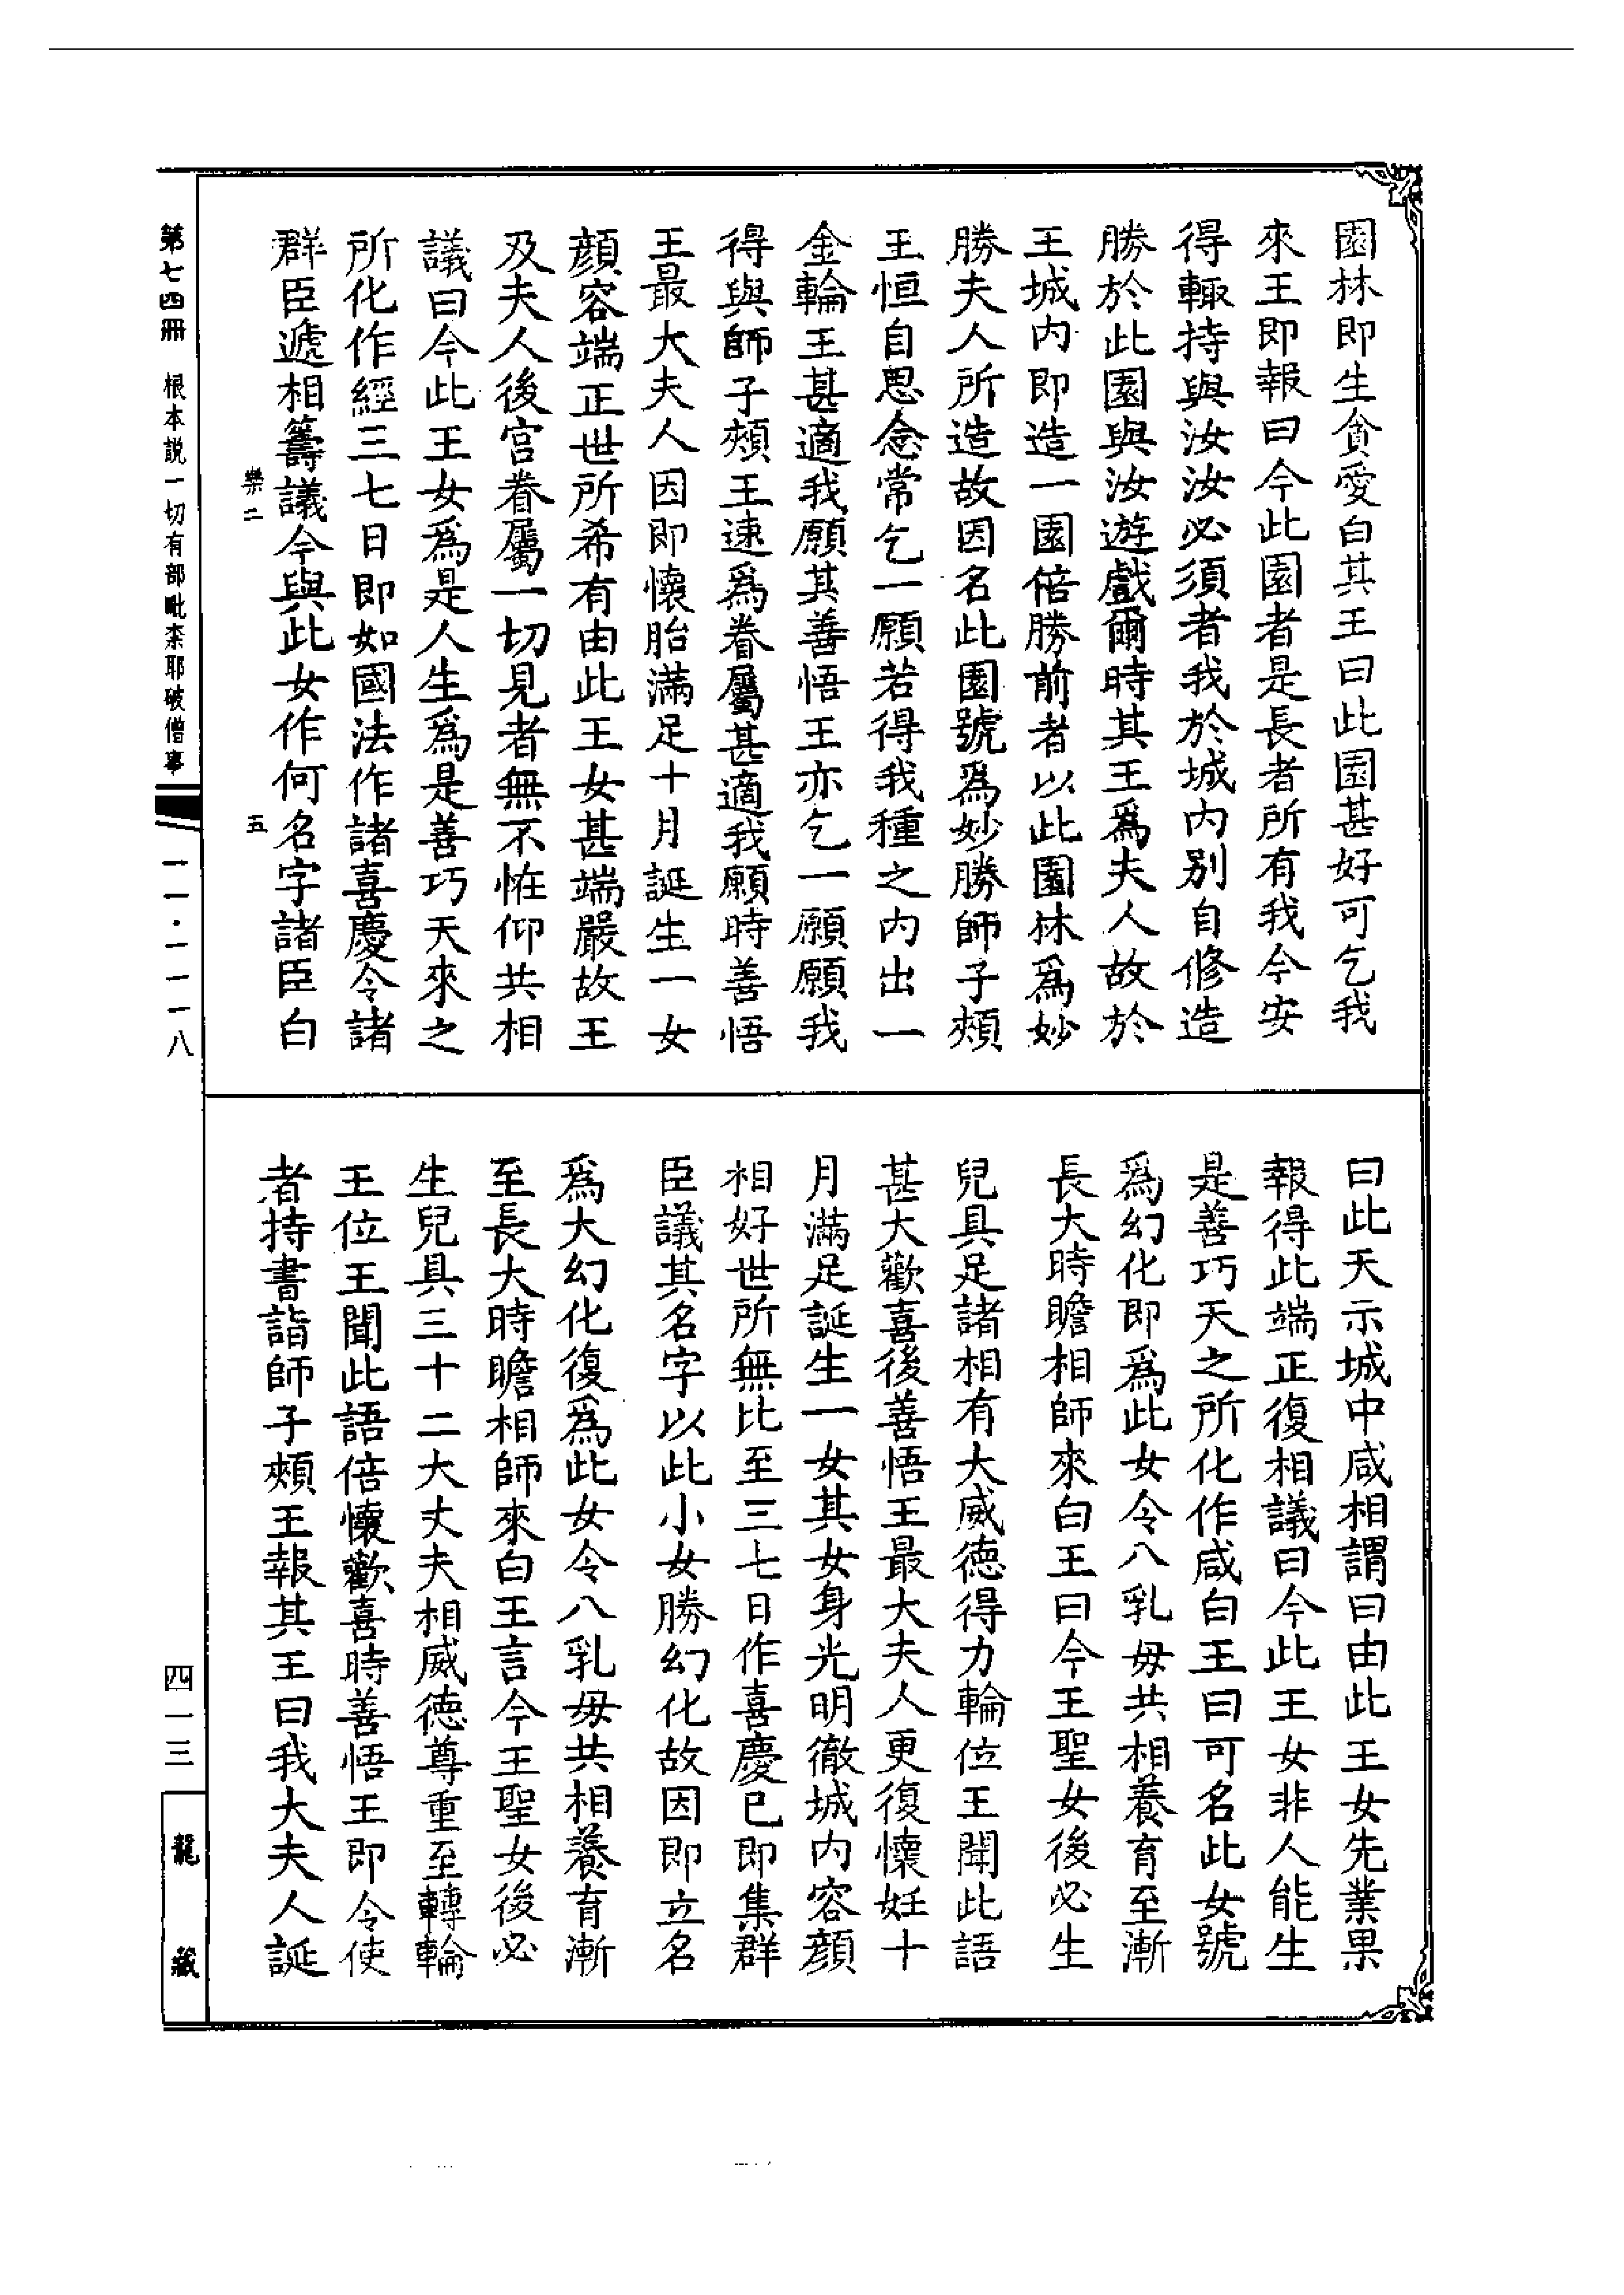 園林即生貪愛白其王曰此園甚好可乞我
來王即報曰今此園者是長者所有我今安
得輙持與汝汝必須者我於城内別自修造
勝於此園與汝遊戲爾時其王爲夫人故於
王城内即造一園倍勝前者以此園林爲妙
勝夫人所造故因名此園號爲妙勝師子頰
王恒自思念常乞一願若得我種之内出一
金輪王甚適我願其善悟王亦乞一願願我
得與師子頰王速爲眷屬甚適我願時善悟
王最大夫人因即懷胎滿足十月誕生一女
顔容端正世所希有由此王女甚端嚴故王
及夫人後宫眷屬一切見者無不恠仰共相
議曰今此王女爲是人生爲是善巧天來之
所化作經三七日即如國法作諸喜慶令諸
群臣遞相籌議今與此女作何名字諸臣白
曰此天示城中咸相謂曰由此王女先業果
報得此端正復相議曰今此王女非人能生
是善巧天之所化作咸白王曰可名此女號
爲幻化即爲此女令八乳母共相養育至漸
長大時瞻相師來白王曰今王聖女後必生
兒具足諸相有大威德得力輪位王聞此語
甚大歡喜後善悟王最大夫人更復懷妊十
月滿足誕生一女其女身光明徹城内容顔
相好世所無比至三七日作喜慶已即集群
臣議其名字以此小女勝幻化故因即立名
爲大幻化復爲此女令八乳母共相養育漸
至長大時瞻相師來白王言今王聖女後必
生兒具三十二大丈夫相威德尊重至轉輪
王位王聞此語倍懷歡喜時善悟王即令使
者持書詣師子頰王報其王曰我大夫人誕
樂二
五
第七四冊 根本説一切有部毗柰耶破僧事
一一·一一一八
四一三
龍藏